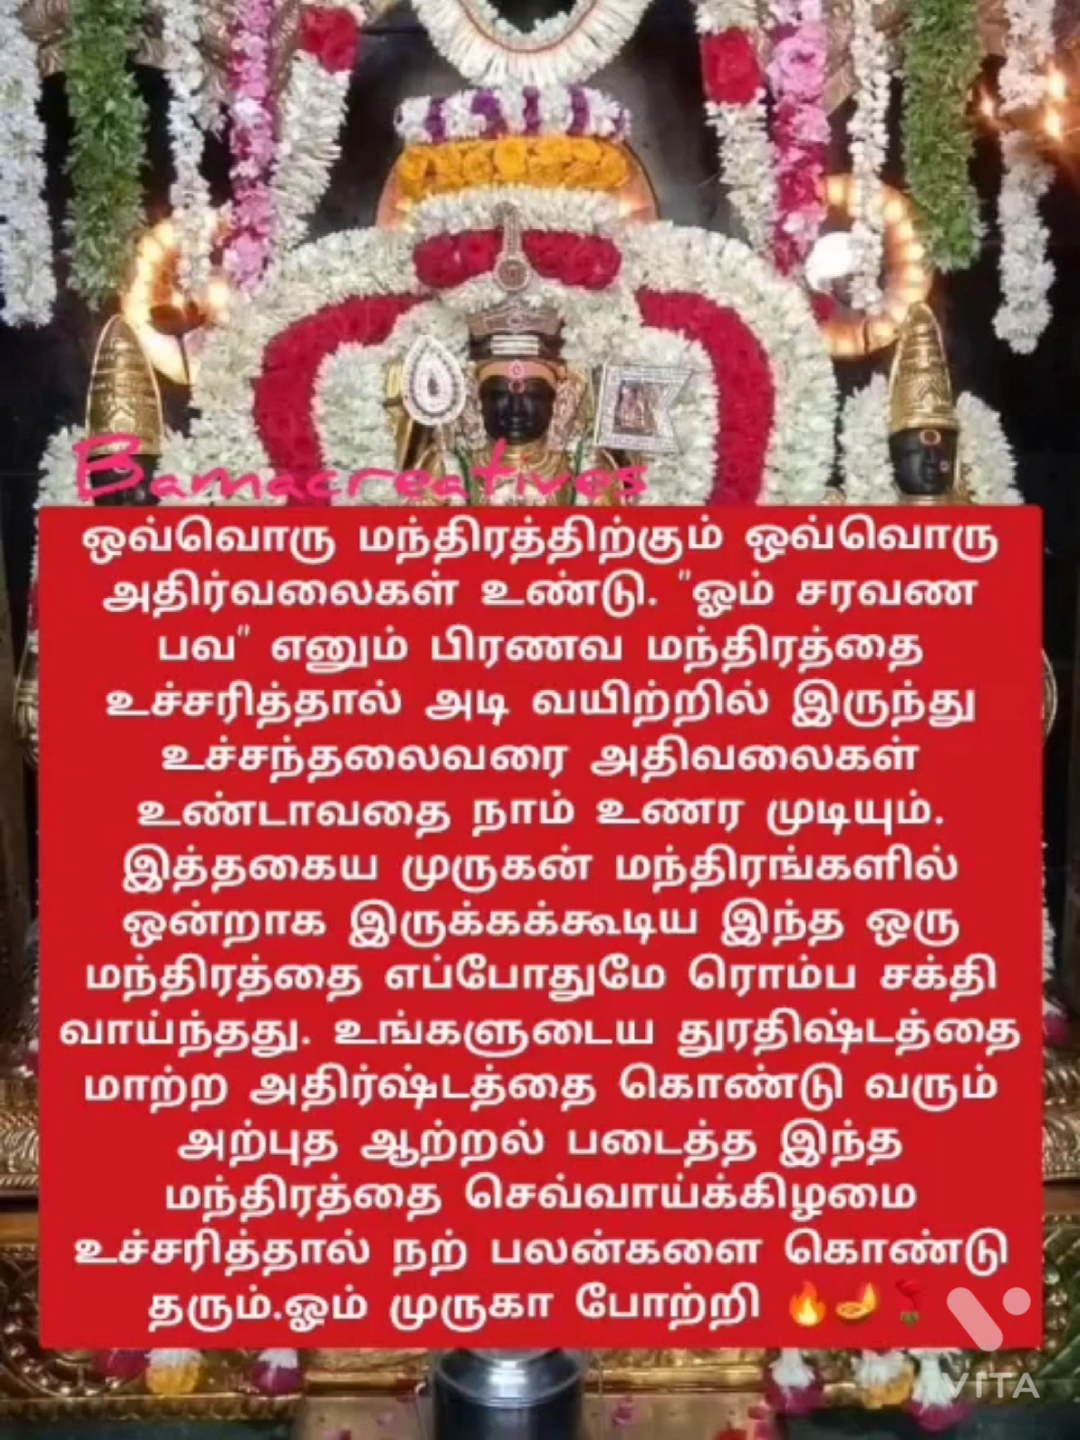 Bamacreatives
ஒவ்வொரு மந்திரத்திற்கும் ஒவ்வொரு
அதிர்வலைகள் உண்டு. "ஓம் சரவண
பவ" எனும் பிரணவ மந்திரத்தை
உச்சரித்தால் அடி வயிற்றில் இருந்து
உச்சந்தலைவரை அதிவலைகள்
உண்டாவதை நாம் உணர முடியும்.
இத்தகைய முருகன் மந்திரங்களில்
ஒன்றாக இருக்கக்கூடிய இந்த ஒரு
மந்திரத்தை எப்போதுமே ரொம்ப சக்தி
வாய்ந்தது. உங்களுடைய துரதிஷ்டத்தை
மாற்ற அதிர்ஷ்டத்தை கொண்டு வரும்
அற்புத ஆற்றல் படைத்த இந்த
மந்திரத்தை செவ்வாய்க்கிழமை
உச்சரித்தால் நற் பலன்களை கொண்டு
தரும்.ஓம் முருகா போற்றி 🔥🪔🌹
VITA